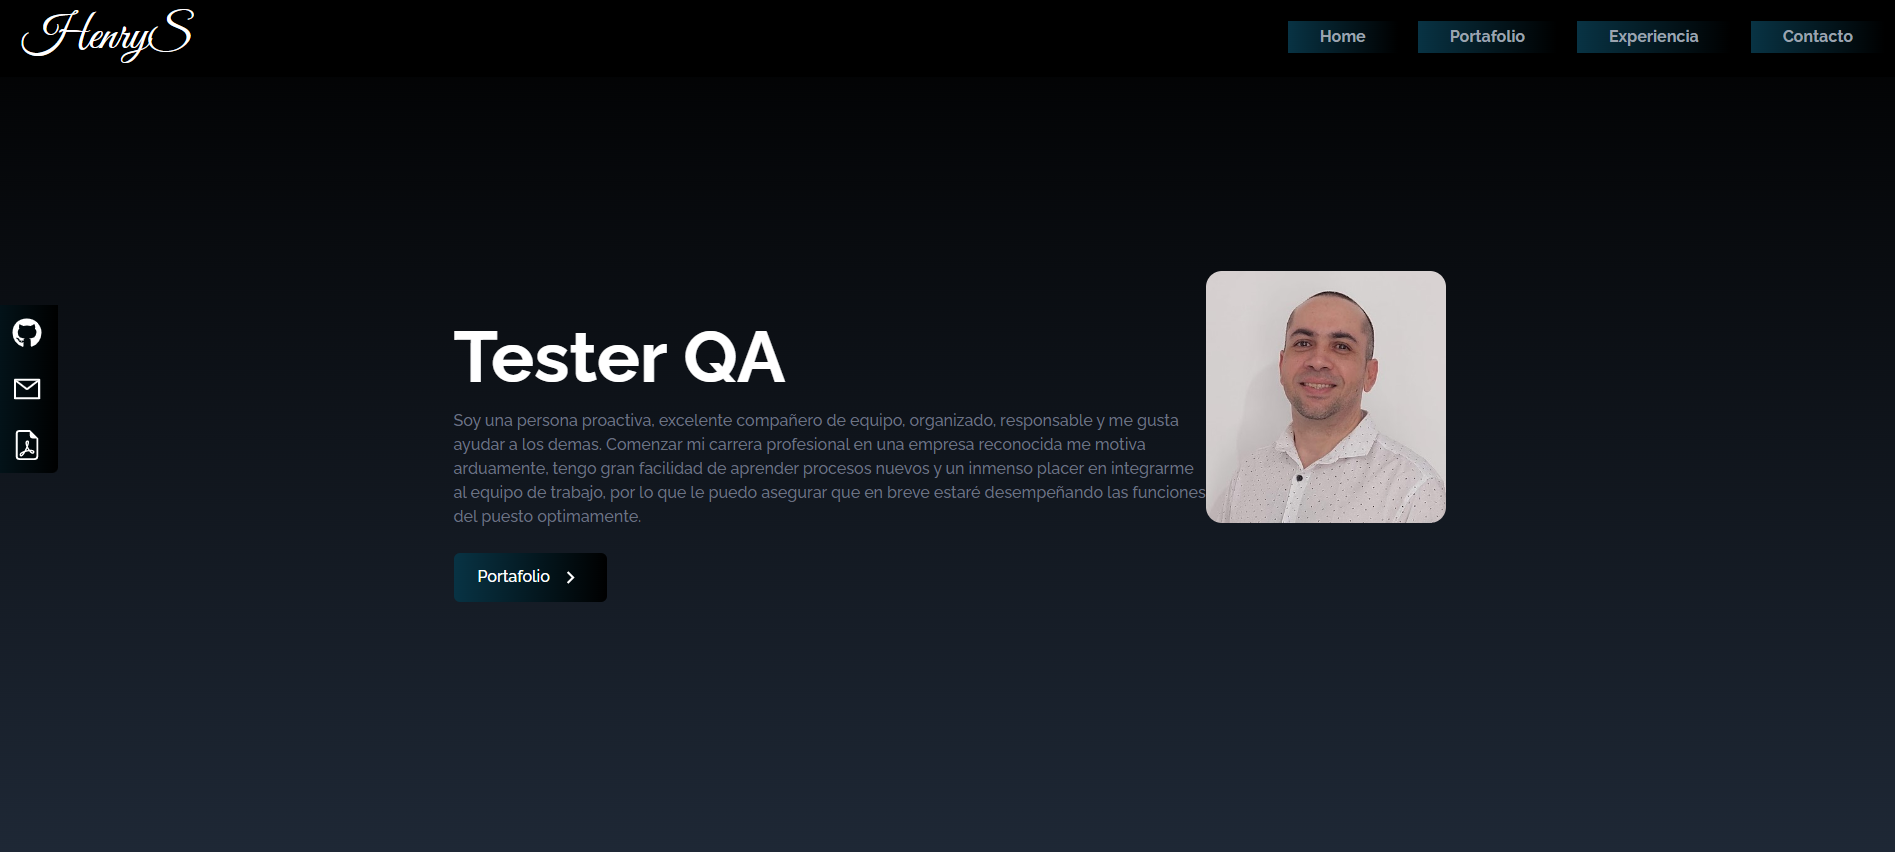 HenryS
Home
Portafolio
Experiencia
Contacto
Tester QA
Soy una persona proactiva, excelente compañero de equipo, organizado, responsable y me gusta
ayudar a los demas. Comenzar mi carrera profesional en una empresa reconocida me motiva
arduamente, tengo gran facilidad de aprender procesos nuevos y un inmenso placer en integrarme
al equipo de trabajo, por lo que le puedo asegurar que en breve estaré desempeñando las funciones
del puesto optimamente.
Portafolio